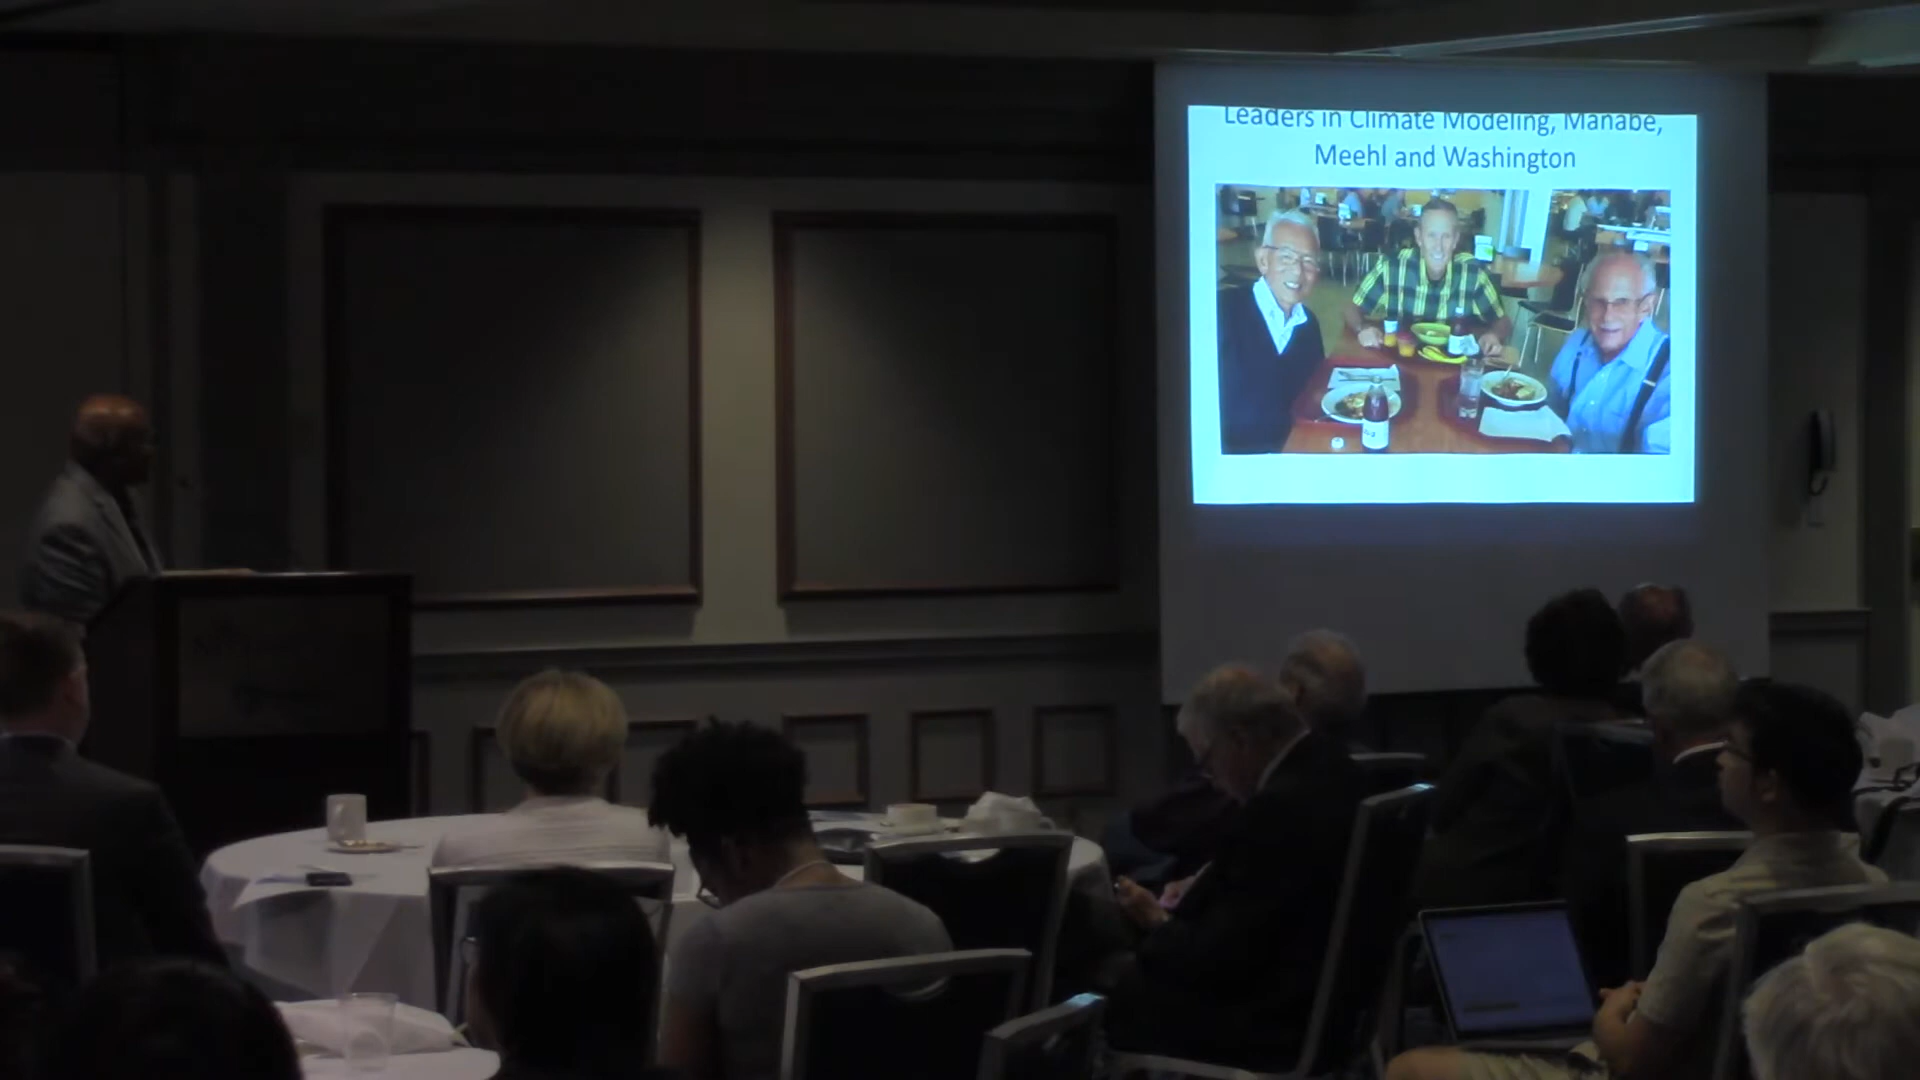 Leaders in Climate Modeling, Manabe,
Meehl and Washington